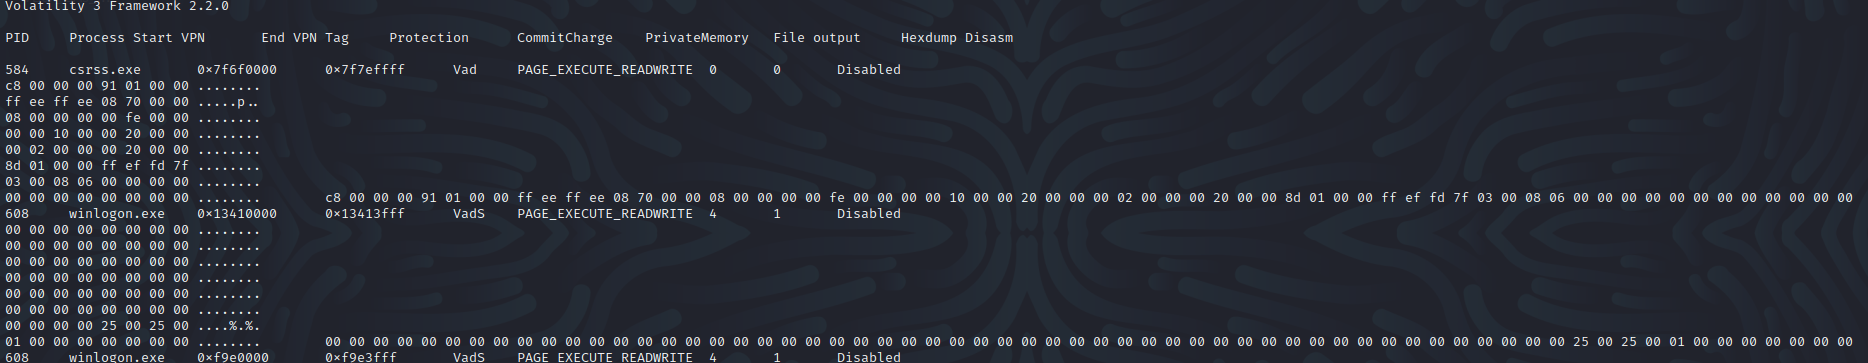 Volatility 3 Framework 2.2.0
PID Process Start VPN End VPN Tag Protection CommitCharge PrivateMemory File output Hexdump Disasm
584 csrss.exe 0x7f6f0000 0x7f7effff Vad PAGE_EXECUTE_READWRITE 0 0 Disabled
c8 00 00 00 91 01 00 00 ........
ff ee ff ee 08 70 00 00 .....p..
08 00 00 00 00 fe 00 00 ........
00 00 10 00 00 20 00 00 ........
00 02 00 00 00 20 00 00 ........
8d 01 00 00 ff ef fd 7f ........
03 00 08 06 00 00 00 00 ........
00 00 00 00 00 00 00 00 ........ c8 00 00 00 91 01 00 00 ff ee ff ee 08 70 00 00 08 00 00 00 00 fe 00 00 00 00 10 00 00 20 00 00 00 02 00 00 00 20 00 00 8d 01 00 00 ff ef fd 7f 03 00 08 06 00 00 00 00 00 00 00 00 00 00 00 00
608 winlogon.exe 0x13410000 0x13413fff VadS PAGE_EXECUTE_READWRITE 4 1 Disabled
00 00 00 00 00 00 00 00 ........
00 00 00 00 00 00 00 00 ........
00 00 00 00 00 00 00 00 ........
00 00 00 00 00 00 00 00 ........
00 00 00 00 00 00 00 00 ........
00 00 00 00 00 00 00 00 ........
00 00 00 00 25 00 25 00 ....%.%.
01 00 00 00 00 00 00 00 ........ 00 00 00 00 00 00 00 00 00 00 00 00 00 00 00 00 00 00 00 00 00 00 00 00 00 00 00 00 00 00 00 00 00 00 00 00 00 00 00 00 00 00 00 00 00 00 00 00 00 00 00 00 25 00 25 00 01 00 00 00 00 00 00 00
608 winlogon.exe 0xf9e0000 0xf9e3fff VadS PAGE_EXECUTE_READWRITE 4 1 Disabled